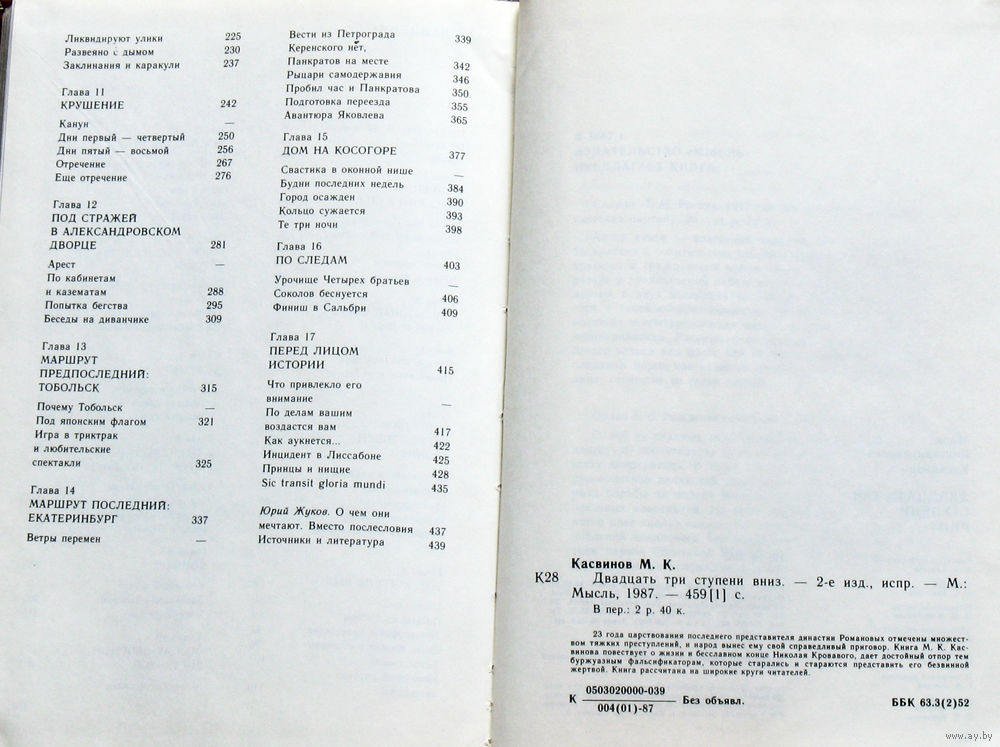 Ликвидируют улики 225
Развеяно с дымом 230
Заклинания и каракули 237
Глава 11
КРУШЕНИЕ 242
Канун —
Дни первый — четвертый 250
Дни пятый — восьмой 256
Отречение 267
Еще отречение 276
Глава 12
ПОД СТРАЖЕЙ
В АЛЕКСАНДРОВСКОМ
ДВОРЦЕ 281
Арест —
По кабинетам
и казематам 288
Попытка бегства 295
Беседы на диванчике 309
Глава 13
МАРШРУТ
ПРЕДПОСЛЕДНИЙ:
ТОБОЛЬСК 315
Почему Тобольск —
Под японским флагом 321
Игра в триктрак
и любительские
спектакли 325
Глава 14
МАРШРУТ ПОСЛЕДНИЙ:
ЕКАТЕРИНБУРГ 337
Ветры перемен —
Вести из Петрограда 339
Керенского нет,
Панкратов на месте 342
Рыцари самодержавия 346
Пробил час и Панкратова 350
Подготовка переезда 355
Авантюра Яковлева 365
Глава 15
ДОМ НА КОСОГОРЕ 377
Свастика в оконной нише —
Будни последних недель 384
Город осажден 390
Кольцо сужается 393
Те три ночи 398
Глава 16
ПО СЛЕДАМ 403
Урочище Четырех братьев —
Соколов беснуется 406
Финиш в Сальбри 409
Глава 17
ПЕРЕД ЛИЦОМ
ИСТОРИИ 415
Что привлекло его
внимание —
По делам вашим
воздастся вам 417
Как аукнется... 422
Инцидент в Лиссабоне 425
Принцы и нищие 428
Sic transit gloria mundi 435
Юрий Жуков. О чем они
мечтают. Вместо послесловия 437
Источники и литература 439
Касвинов М. К.
К28 Двадцать три ступени вниз. — 2-е изд., испр. — М.:
Мысль, 1987. — 459[1] с.
В пер.: 2 р. 40 к.
23 года царствования последнего представителя династии Романовых отмечены множест-
вом тяжких преступлений, и народ вынес ему свой справедливый приговор. Книга М. К. Кас-
винова повествует о жизни и бесславном конце Николая Кровавого, дает достойный отпор тем
буржуазным фальсификаторам, которые старались и стараются представить его безвинной
жертвой. Книга рассчитана на широкие круги читателей.
К 0503020000-039 Без объявл.
004(01)-87
ББК 63.3(2)52
www.ay.by